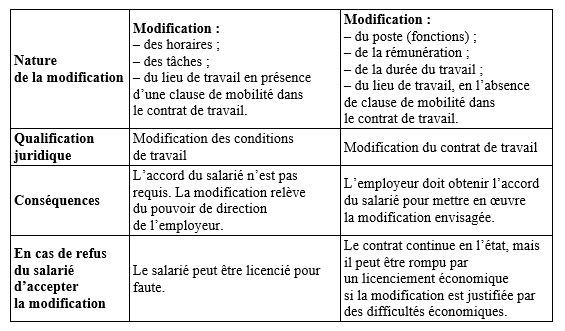 Nature
de la modification
Modification :
– des horaires ;
– des tâches ;
– du lieu de travail en présence
d’une clause de mobilité dans
le contrat de travail.
Modification :
– du poste (fonctions) ;
– de la rémunération ;
– de la durée du travail ;
– du lieu de travail, en l’absence
de clause de mobilité dans
le contrat de travail.
Qualification
juridique
Modification des conditions
de travail
Modification du contrat de travail
Conséquences
L’accord du salarié n’est pas
requis. La modification relève
du pouvoir de direction
de l’employeur.
L’employeur doit obtenir l’accord
du salarié pour mettre en œuvre
la modification envisagée.
En cas de refus
du salarié
d’accepter
la modification
Le salarié peut être licencié pour
faute.
Le contrat continue en l’état, mais
il peut être rompu par
un licenciement économique
si la modification est justifiée par
des difficultés économiques.